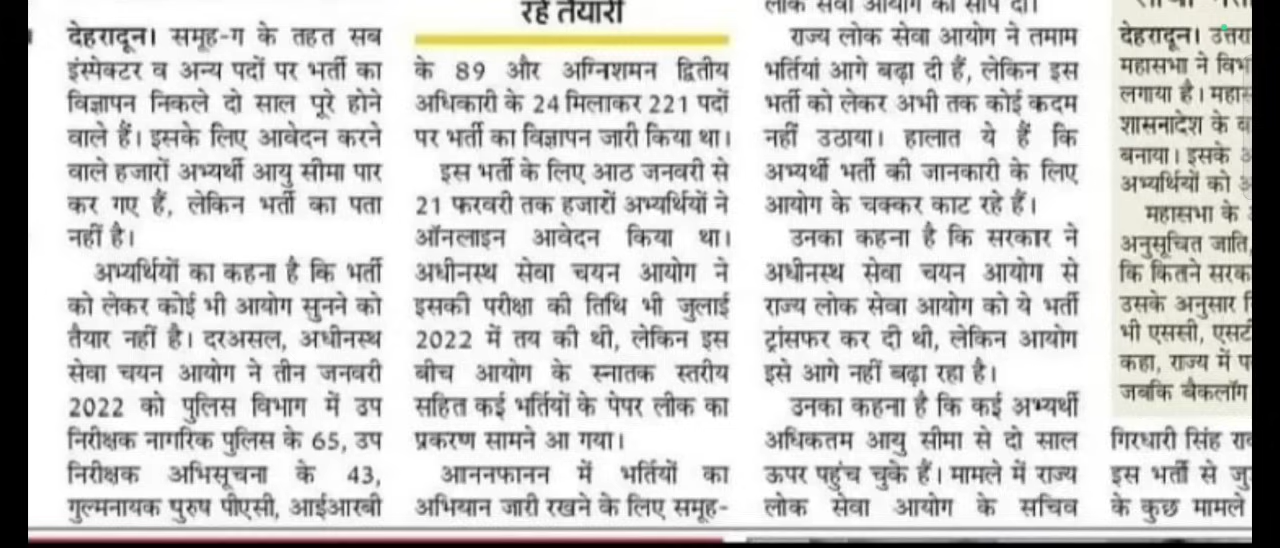 देहरादून। समूह-ग के तहत सब
इंस्पेक्टर व अन्य पदों पर भर्ती का
विज्ञापन निकले दो साल पूरे होने
वाले हैं। इसके लिए आवेदन करने
वाले हजारों अभ्यर्थी आयु सीमा पार
कर गए हैं, लेकिन भर्ती का पता
नहीं है।
अभ्यर्थियों का कहना है कि भर्ती
को लेकर कोई भी आयोग सुनने को
तैयार नहीं है। दरअसल, अधीनस्थ
सेवा चयन आयोग ने तीन जनवरी
2022 को पुलिस विभाग में उप
निरीक्षक नागरिक पुलिस के 65, उप
निरीक्षक अभिसूचना के 43,
गुल्मनायक पुरुष पीएसी, आईआरबी
रहे तैयारी
के 89 और अग्निशमन द्वितीय
अधिकारी के 24 मिलाकर 221 पदों
पर भर्ती का विज्ञापन जारी किया था।
इस भर्ती के लिए आठ जनवरी से
21 फरवरी तक हजारों अभ्यर्थियों ने
ऑनलाइन आवेदन किया था।
अधीनस्थ सेवा चयन आयोग ने
इसकी परीक्षा की तिथि भी जुलाई
2022 में तय की थी, लेकिन इस
बीच आयोग के स्नातक स्तरीय
सहित कई भर्तियों के पेपर लीक का
प्रकरण सामने आ गया।
आननफानन में भर्तियों का
अभियान जारी रखने के लिए समूह-
लोक सेवा आयोग को सौंप दी।
राज्य लोक सेवा आयोग ने तमाम
भर्तियां आगे बढ़ा दी हैं, लेकिन इस
भर्ती को लेकर अभी तक कोई कदम
नहीं उठाया। हालात ये हैं कि
अभ्यर्थी भर्ती की जानकारी के लिए
आयोग के चक्कर काट रहे हैं।
उनका कहना है कि सरकार ने
अधीनस्थ सेवा चयन आयोग से
राज्य लोक सेवा आयोग को ये भर्ती
ट्रांसफर कर दी थी, लेकिन आयोग
इसे आगे नहीं बढ़ा रहा है।
उनका कहना है कि कई अभ्यर्थी
अधिकतम आयु सीमा से दो साल
ऊपर पहुंच चुके हैं। मामले में राज्य
लोक सेवा आयोग के सचिव
देहरादून।
महासभा ने
लगाया है।
शासनादेश के
बनाया। इसके
अभ्यर्थियों को
महासभा के
अनुसूचित जाति,
कि कितने
उसके अनुसार
भी एससी,
कहा, राज्य में
जबकि बैकलॉग
गिरधारी सिंह
इस भर्ती से
के कुछ मामले